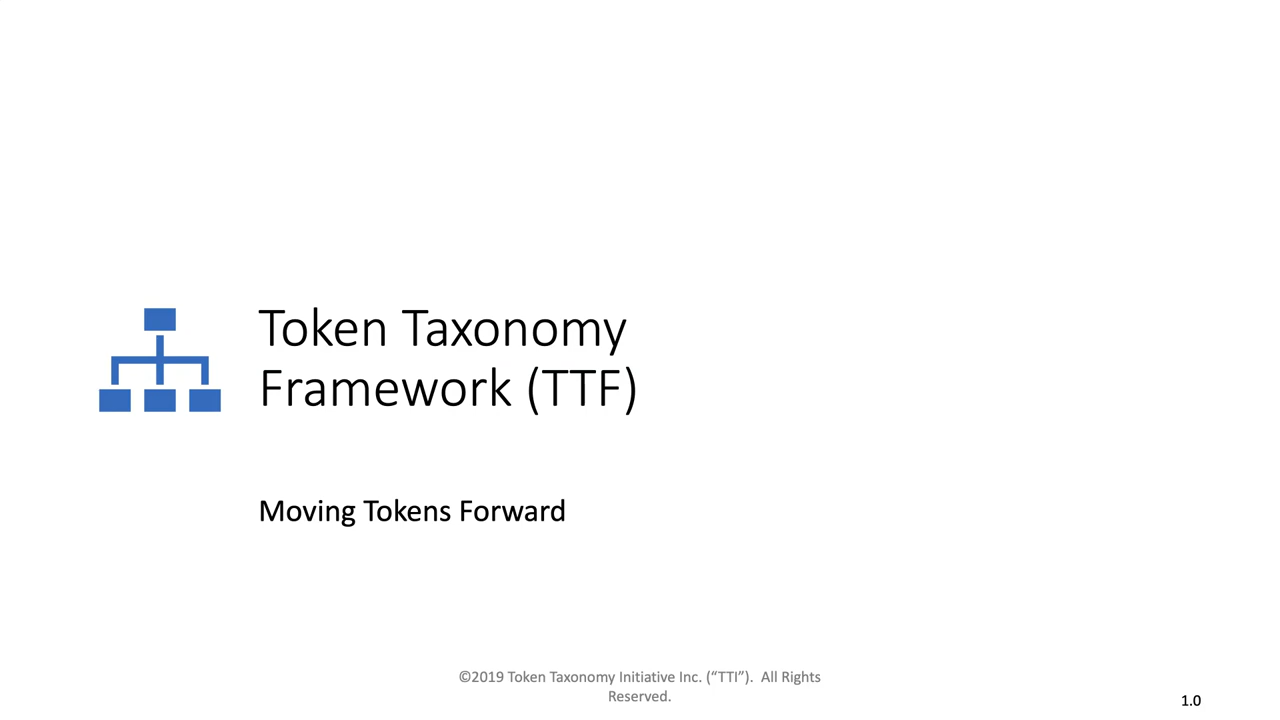 Token Taxonomy
Framework (TTF)
Moving Tokens Forward
©2019 Token Taxonomy Initiative Inc. (“TTI”).  All Rights
Reserved.
1.0